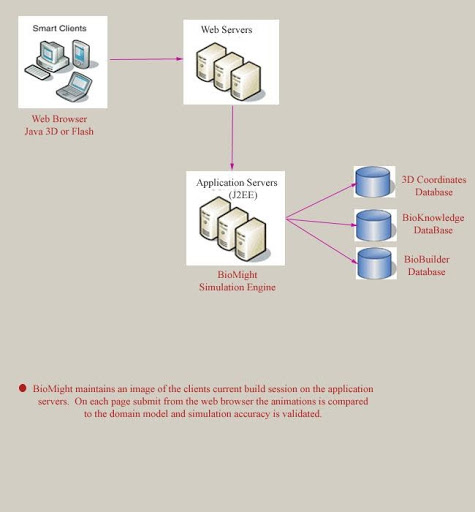 Smart Clients
Web Servers
Web Browser
Java 3D or Flash
Application Servers
(J2EE)
BioMight
Simulation Engine
3D Coordinates
Database
BioKnowledge
DataBase
BioBuilder
Database
BioMight maintains an image of the clients current build session on the application
servers. On each page submit from the web browser the animations is compared
to the domain model and simulation accuracy is validated.